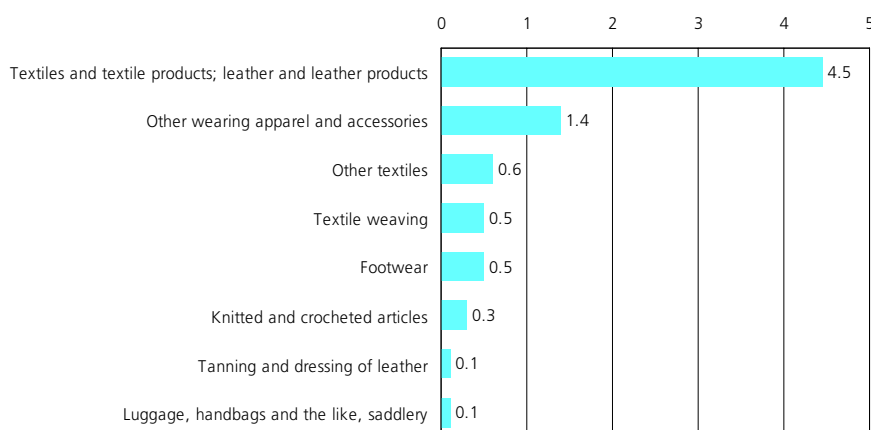 0 1 2 3 4 5
Textiles and textile products; leather and leather products 4.5
Other wearing apparel and accessories 1.4
Other textiles 0.6
Textile weaving 0.5
Footwear 0.5
Knitted and crocheted articles 0.3
Tanning and dressing of leather 0.1
Luggage, handbags and the like, saddlery 0.1